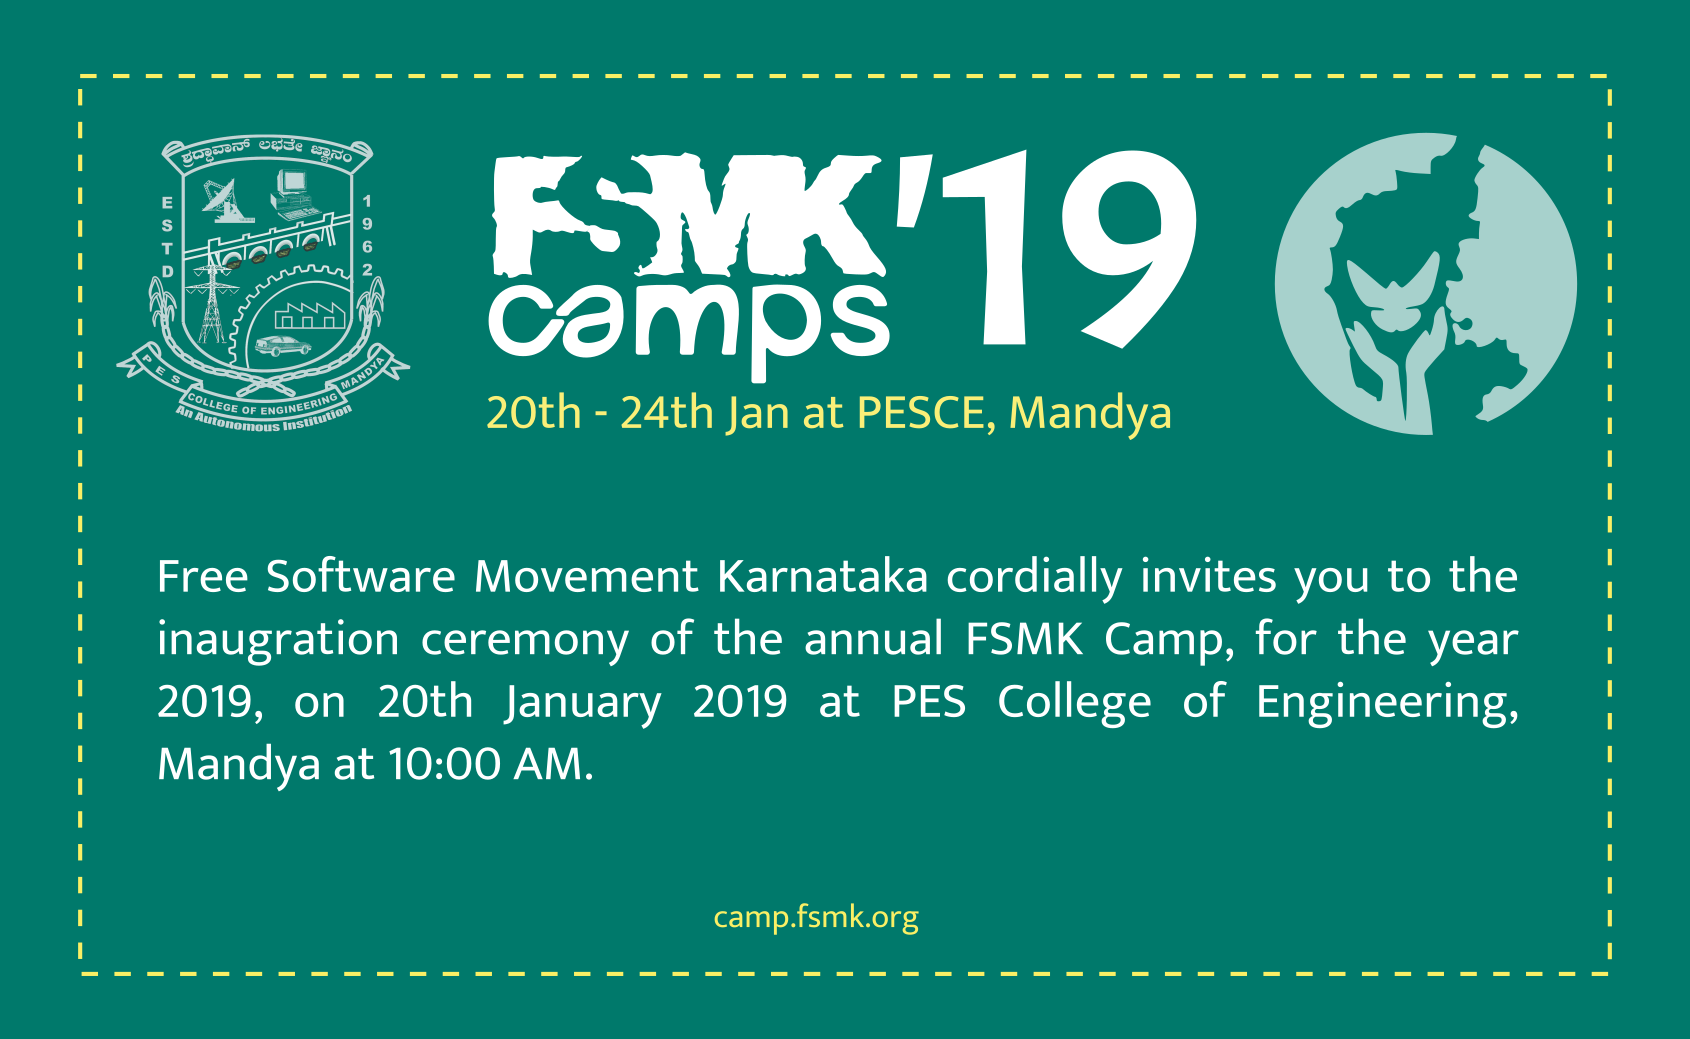 ಶ್ರದ್ಧಾವಾನ್ ಲಭತೇ ಜ್ಞಾನಂ
ESTD
1962
PES
COLLEGE OF ENGINEERING
MANDYA
An Autonomous Institution
FSMK
camps
'19
20th - 24th Jan at PESCE, Mandya
Free Software Movement Karnataka cordially invites you to the
inaugration ceremony of the annual FSMK Camp, for the year
2019, on 20th January 2019 at PES College of Engineering,
Mandya at 10:00 AM.
camp.fsmk.org